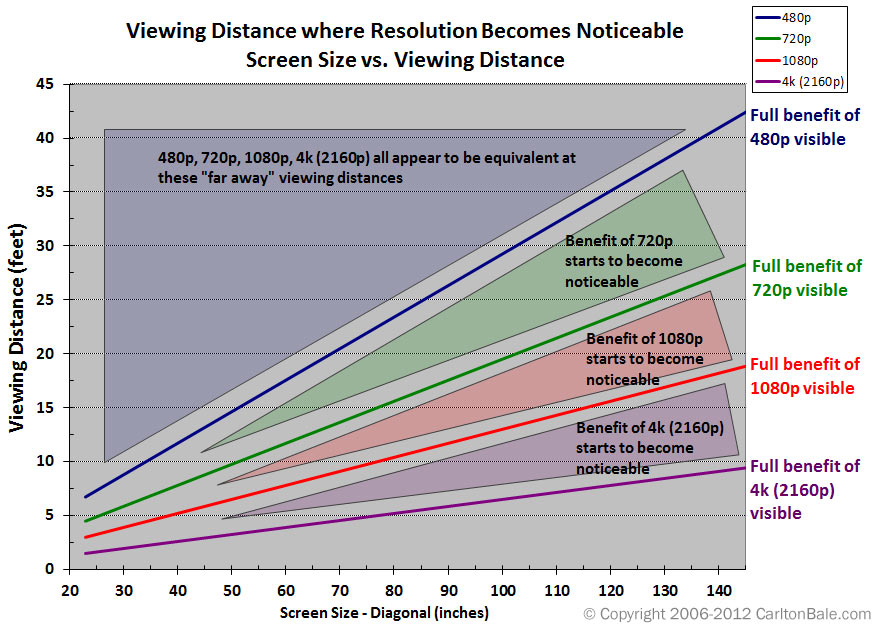 Viewing Distance where Resolution Becomes Noticeable
Screen Size vs. Viewing Distance
480p
720p
1080p
4k (2160p)
Viewing Distance (feet)
45
40
35
30
25
20
15
10
5
0
480p, 720p, 1080p, 4k (2160p) all appear to be equivalent at
these "far away" viewing distances
Benefit of 720p
starts to become
noticeable
Benefit of 1080p
starts to become
noticeable
Benefit of 4k (2160p)
starts to become
noticeable
Full benefit of
480p visible
Full benefit of
720p visible
Full benefit of
1080p visible
Full benefit of
4k (2160p)
visible
20 30 40 50 60 70 80 90 100 110 120 130 140
Screen Size - Diagonal (inches)
© Copyright 2006-2012 CarltonBale.com